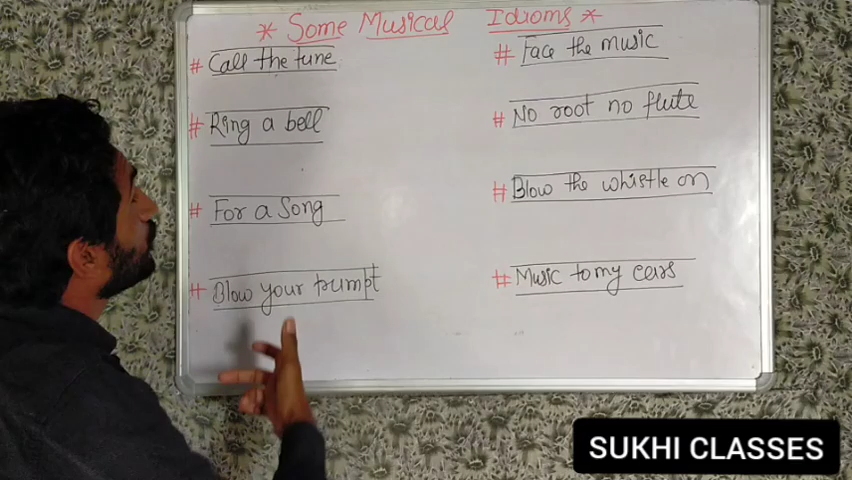 * Some Musical Idioms *
# Call the tune
# Ring a bell
# For a Song
# Blow your trumpt
# Face the music
# No root no flute
# Blow the whistle on
# Music to my ears
SUKHI CLASSES